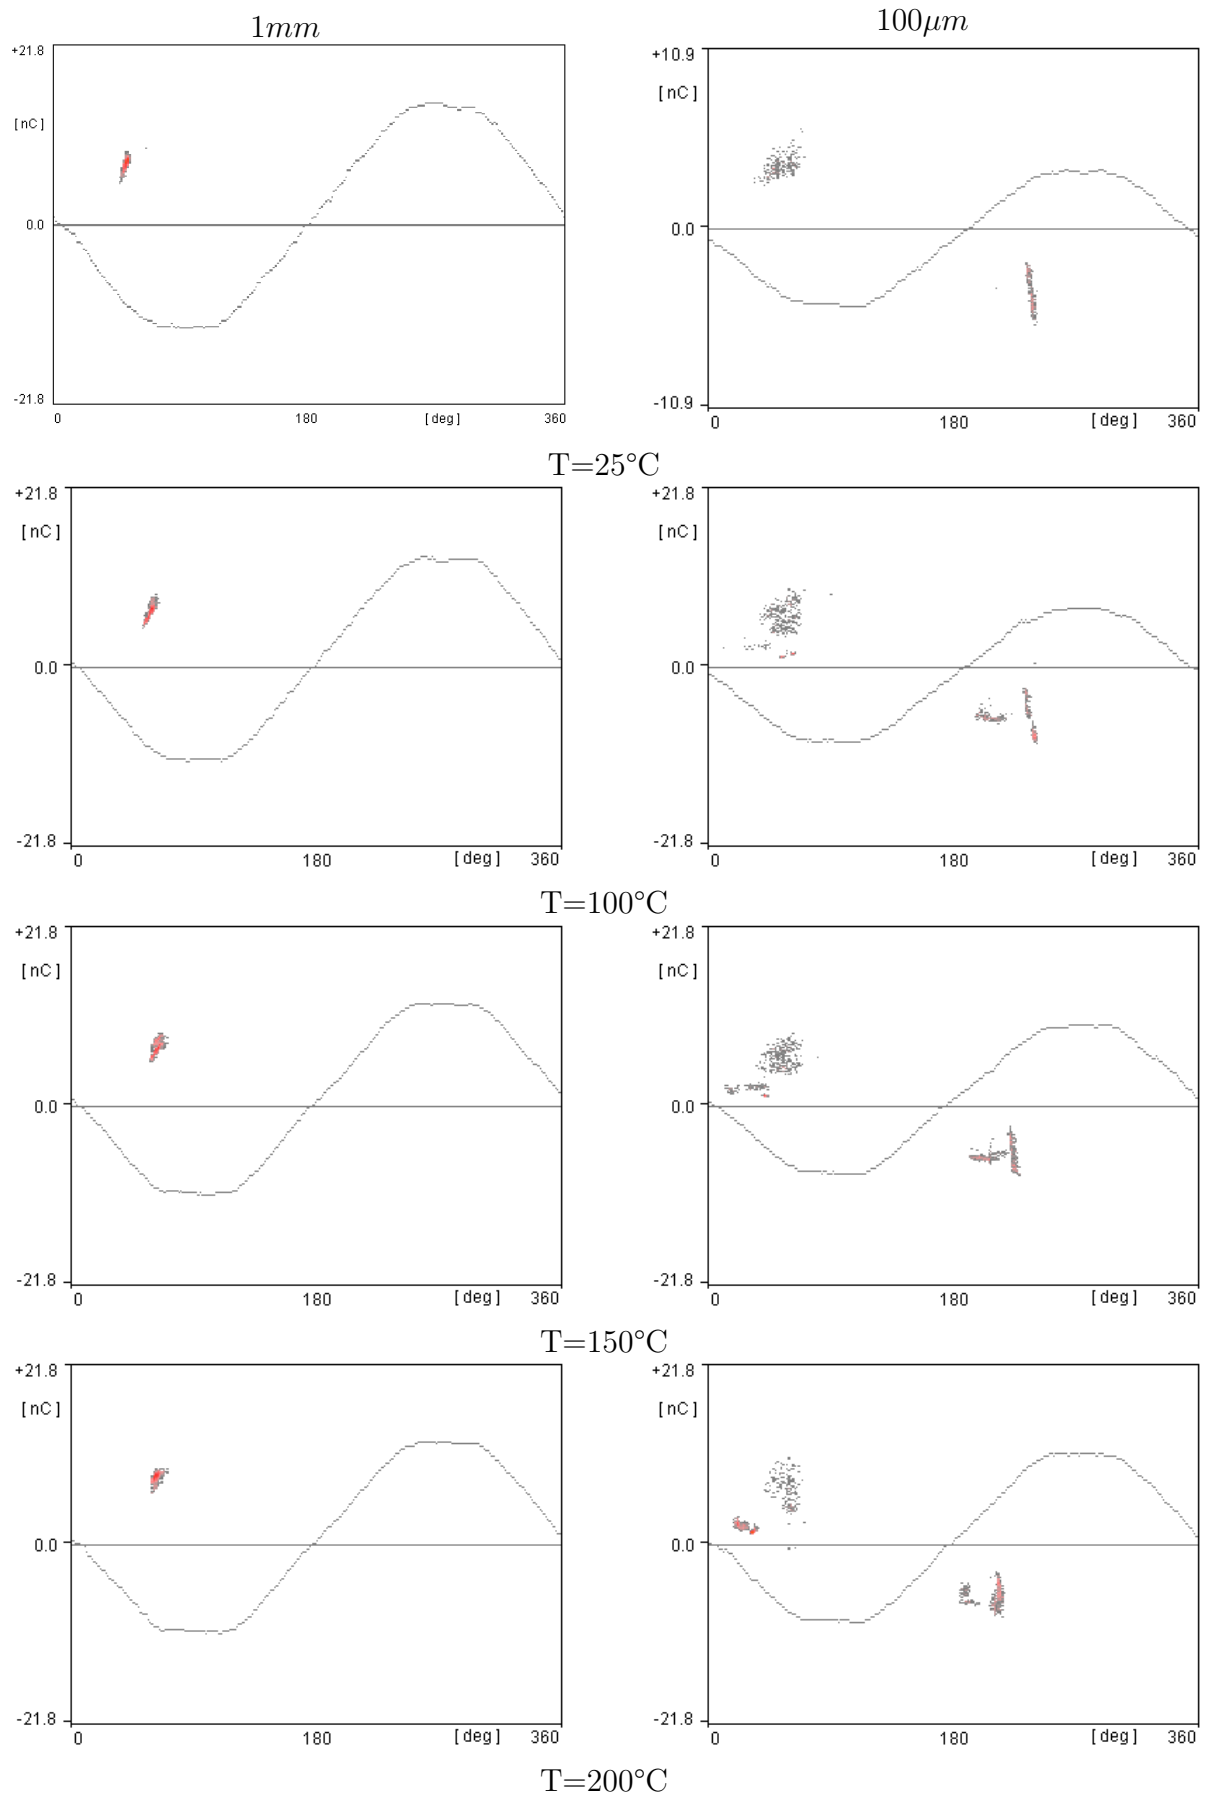 1mm 100μm
+21.8 +10.9
[nC] [nC]
0.0 0.0
-21.8 -10.9
0 180 [deg] 360 0 180 [deg] 360
T=25°C
+21.8 +21.8
[nC] [nC]
0.0 0.0
-21.8 -21.8
0 180 [deg] 360 0 180 [deg] 360
T=100°C
+21.8 +21.8
[nC] [nC]
0.0 0.0
-21.8 -21.8
0 180 [deg] 360 0 180 [deg] 360
T=150°C
+21.8 +21.8
[nC] [nC]
0.0 0.0
-21.8 -21.8
0 180 [deg] 360 0 180 [deg] 360
T=200°C